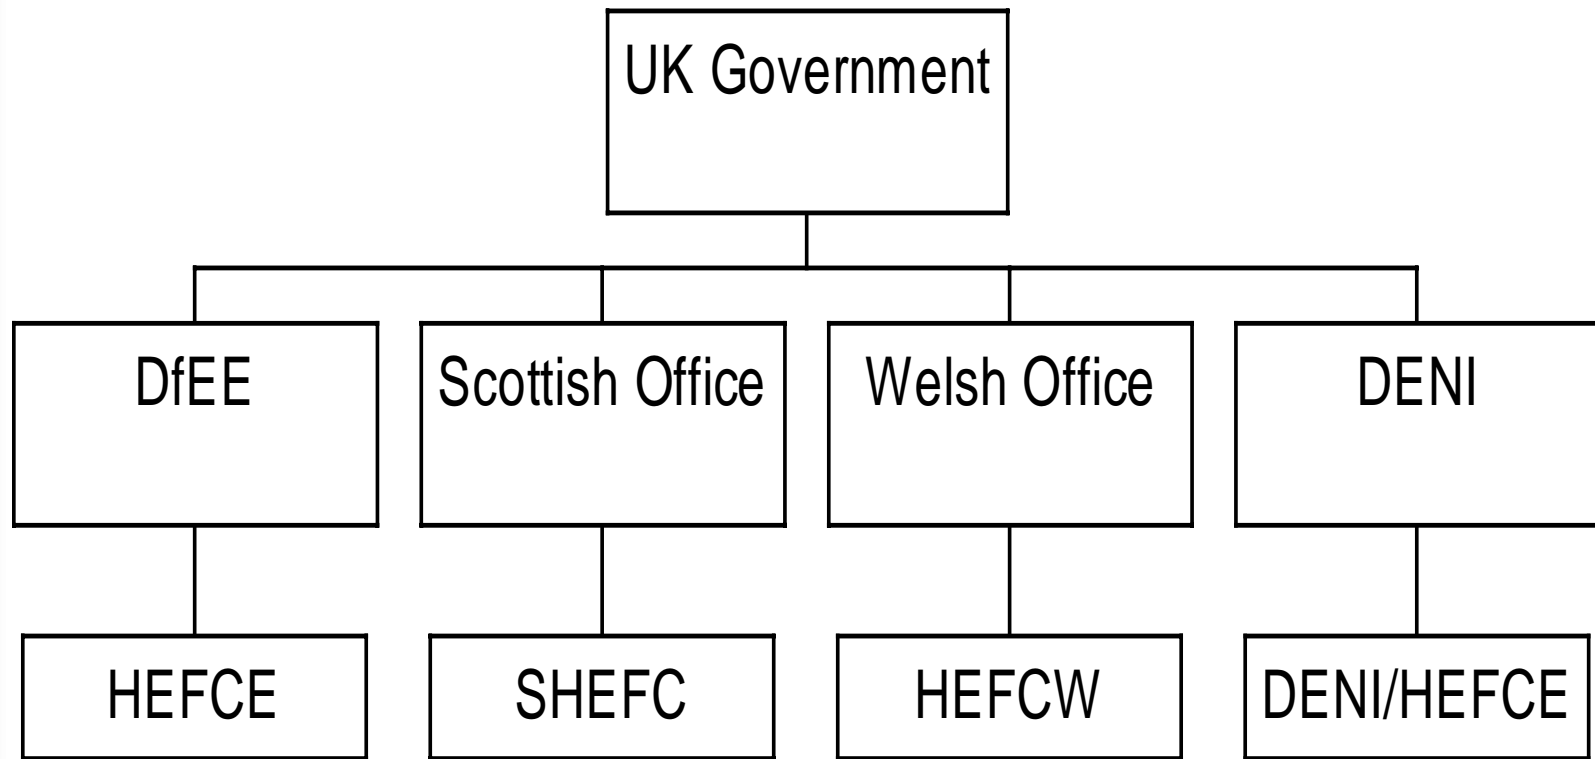 UK Government
DfEE
Scottish Office
Welsh Office
DENI
HEFCE
SHEFC
HEFCW
DENI/HEFCE